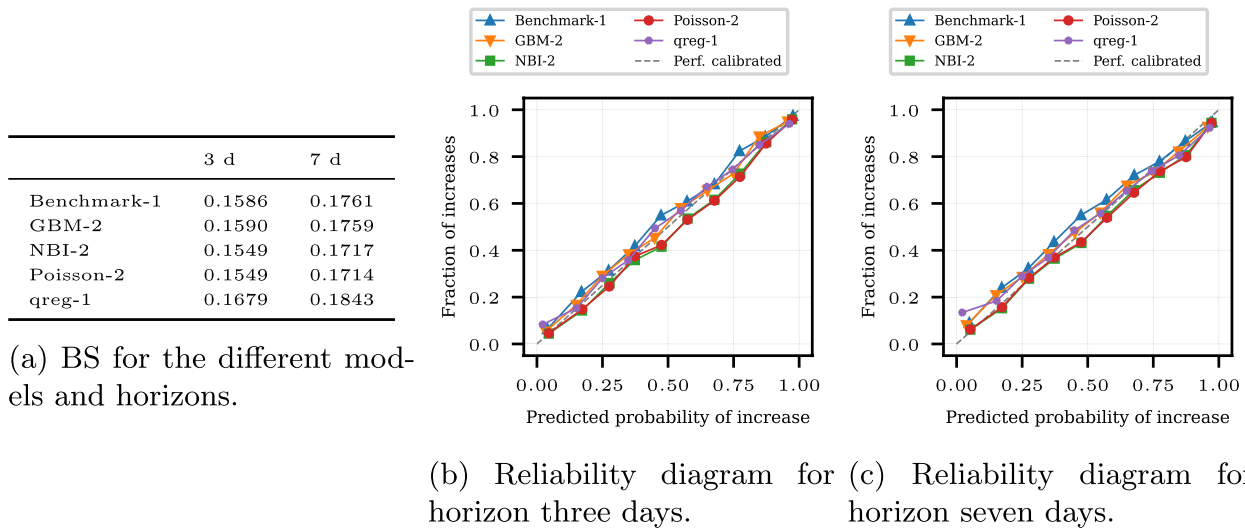 3 d 7 d
Benchmark-1 0.1586 0.1761
GBM-2 0.1590 0.1759
NBI-2 0.1549 0.1717
Poisson-2 0.1549 0.1714
qreg-1 0.1679 0.1843
(a) BS for the different mod-
els and horizons.
Benchmark-1 Poisson-2
GBM-2 qreg-1
NBI-2 Perf. calibrated
Fraction of increases
1.0
0.8
0.6
0.4
0.2
0.0
0.00 0.25 0.50 0.75 1.00
Predicted probability of increase
(b) Reliability diagram for
horizon three days.
Benchmark-1 Poisson-2
GBM-2 qreg-1
NBI-2 Perf. calibrated
Fraction of increases
1.0
0.8
0.6
0.4
0.2
0.0
0.00 0.25 0.50 0.75 1.00
Predicted probability of increase
(c) Reliability diagram for
horizon seven days.